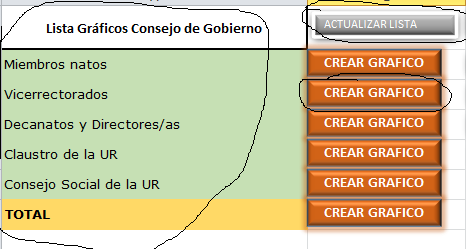 Lista Gráficos Consejo de Gobierno ACTUALIZAR LISTA
Miembros natos CREAR GRAFICO
Vicerrectorados CREAR GRAFICO
Decanatos y Directores/as CREAR GRAFICO
Claustro de la UR CREAR GRAFICO
Consejo Social de la UR CREAR GRAFICO
TOTAL CREAR GRAFICO